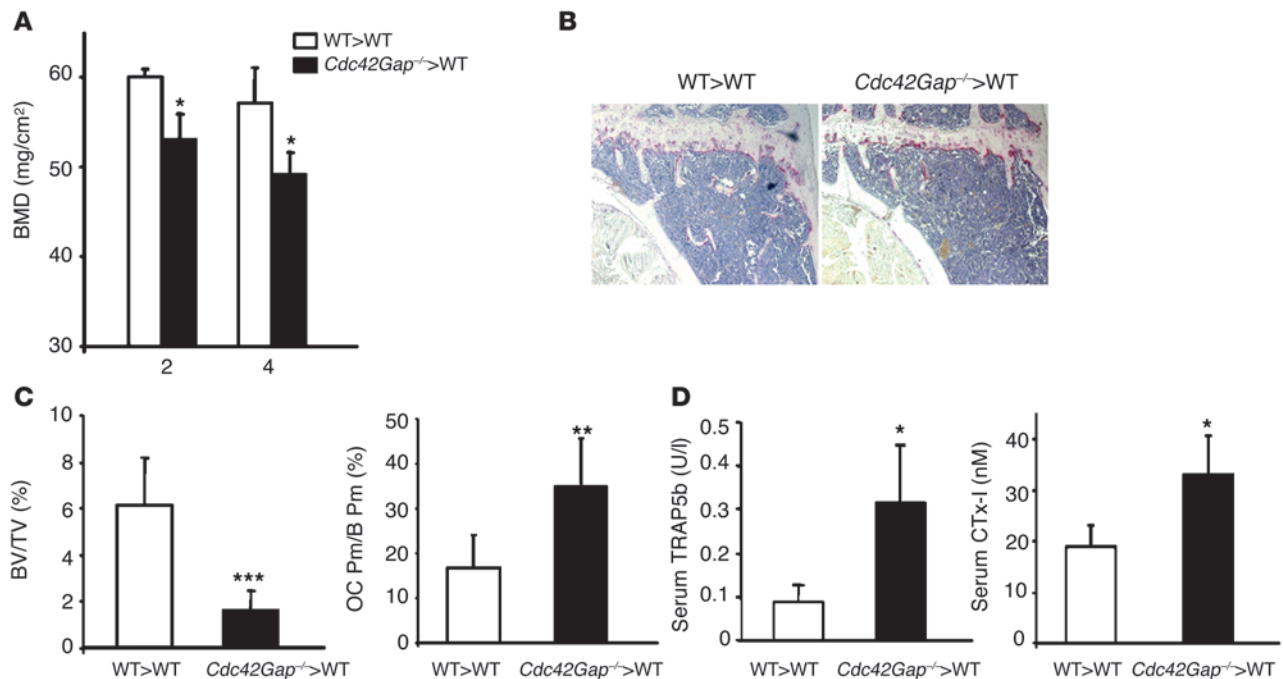 A
WT>WT
Cdc42Gap⁻/⁻>WT
BMD (mg/cm²)
60
50
40
30
*
*
2
4
B
WT>WT
Cdc42Gap⁻/⁻>WT
C
BV/TV (%)
10
8
6
4
2
0
***
WT>WT
Cdc42Gap⁻/⁻>WT
OC Pm/B Pm (%)
50
40
30
20
10
0
**
WT>WT
Cdc42Gap⁻/⁻>WT
D
Serum TRAP5b (U/l)
0.5
0.4
0.3
0.2
0.1
0
*
WT>WT
Cdc42Gap⁻/⁻>WT
Serum CTx-I (nM)
40
30
20
10
0
*
WT>WT
Cdc42Gap⁻/⁻>WT